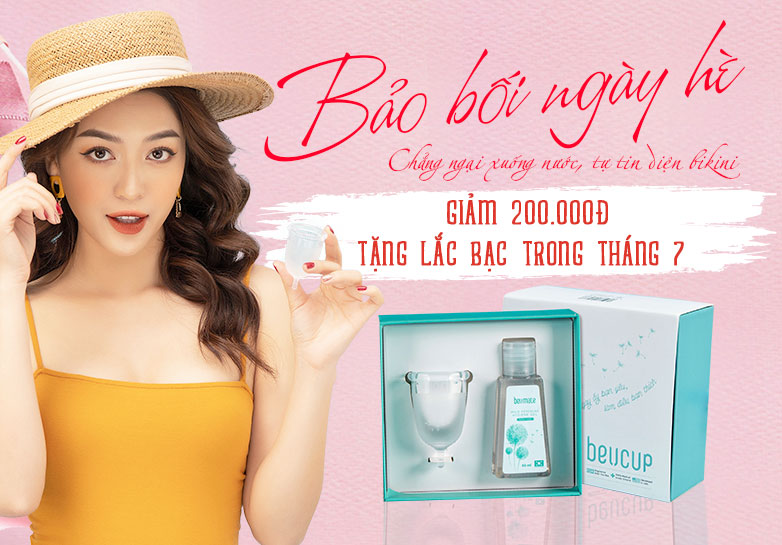 Bảo bối ngày hè
Chẳng ngại xuống nước, tự tin diện bikini
GIẢM 200.000Đ
TẶNG LẮC BẠC TRONG THÁNG 7
beUcUP